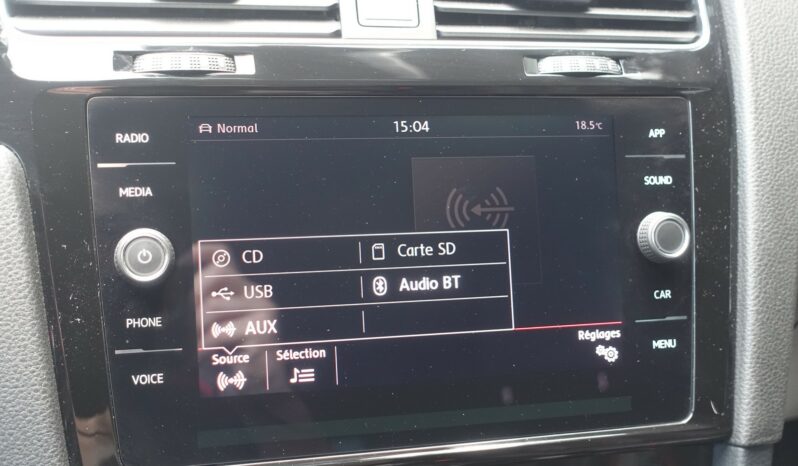 Normal 15:04 18.5°C
RADIO
MEDIA
PHONE
VOICE
CD
Carte SD
USB
Audio BT
AUX
Source
Sélection
Réglages
APP
SOUND
CAR
MENU